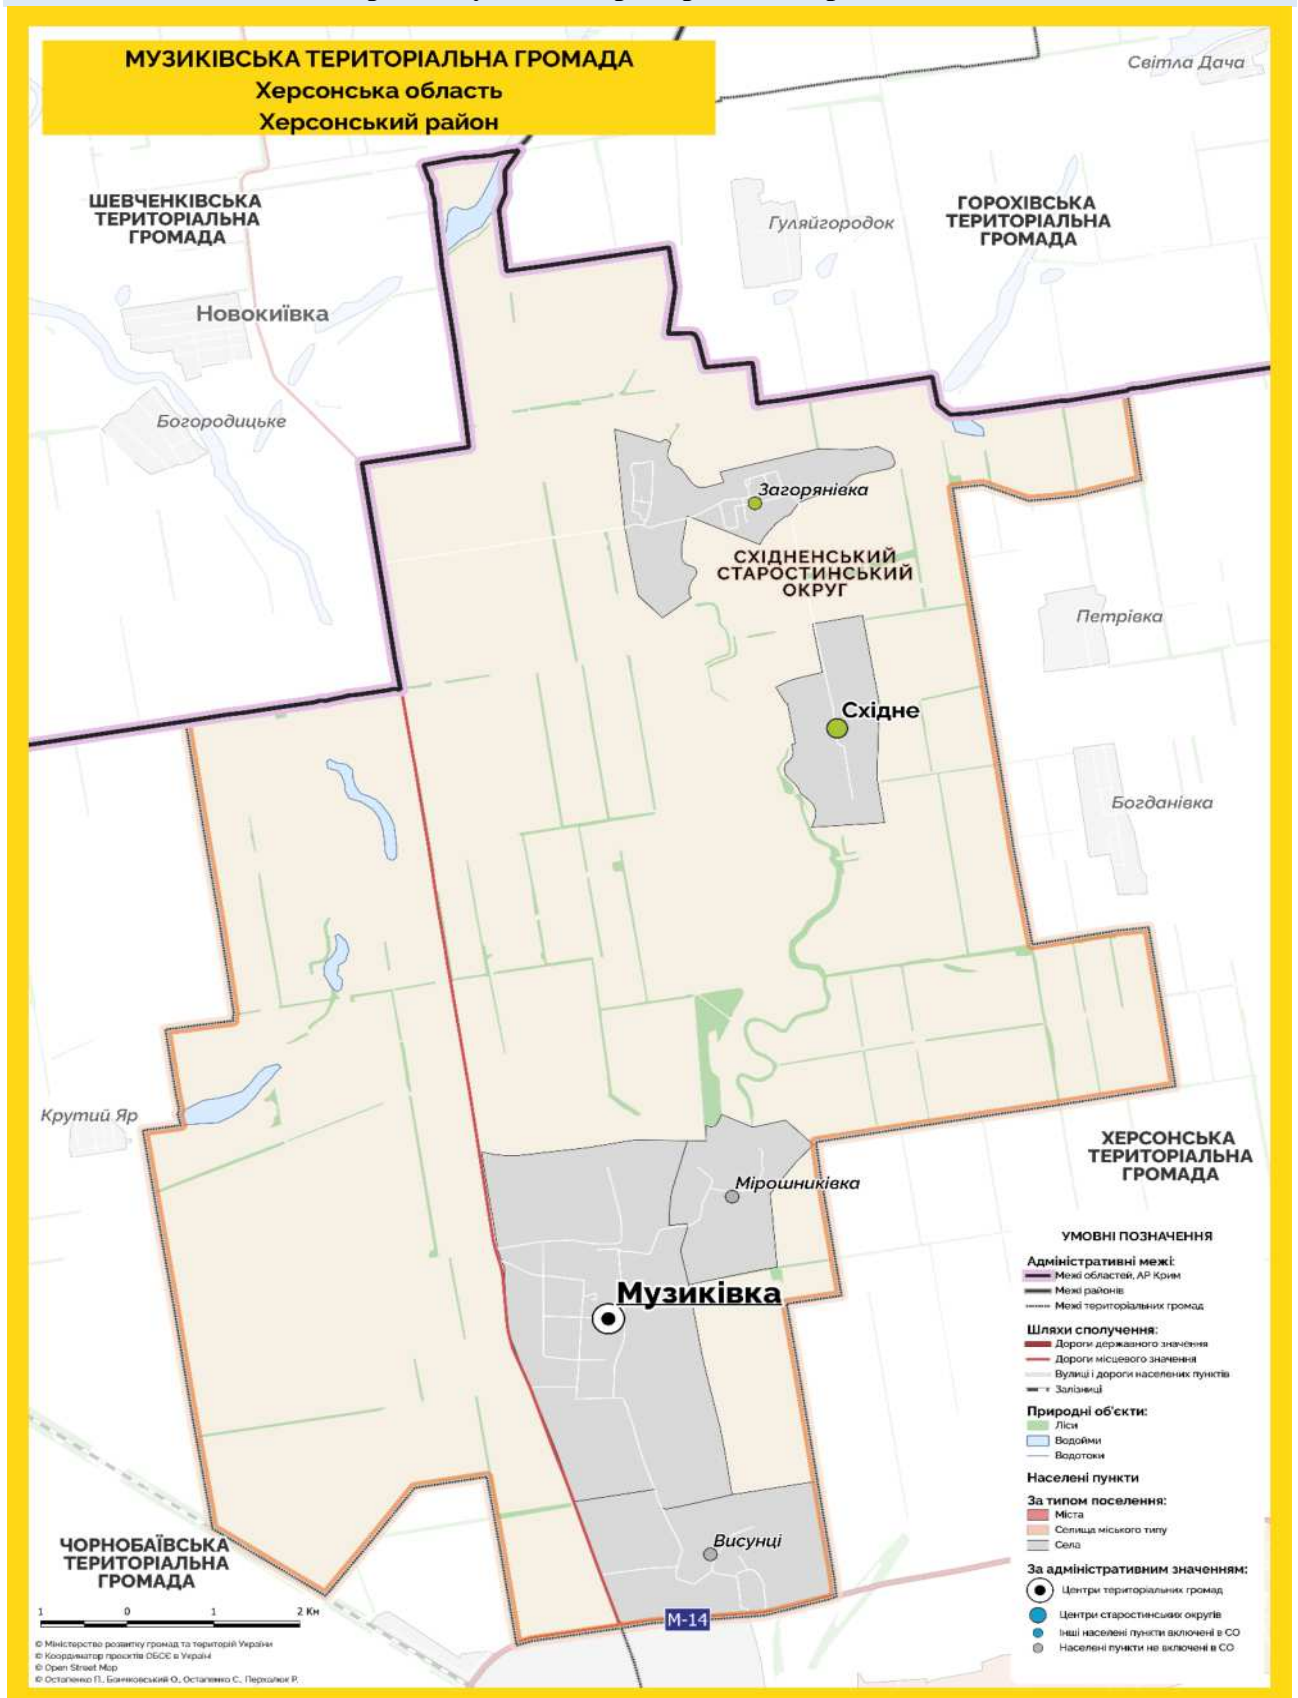 МУЗИКІВСЬКА ТЕРИТОРІАЛЬНА ГРОМАДА
Херсонська область
Херсонський район
Світла Дача
ШЕВЧЕНКІВСЬКА
ТЕРИТОРІАЛЬНА
ГРОМАДА
ГОРОХІВСЬКА
ТЕРИТОРІАЛЬНА
ГРОМАДА
Гуляйгородок
Новокиївка
Богородицьке
Загорянівка
СХІДНЕНСЬКИЙ
СТАРОСТИНСЬКИЙ
ОКРУГ
Петрівка
Східне
Богданівка
Крутий Яр
ХЕРСОНСЬКА
ТЕРИТОРІАЛЬНА
ГРОМАДА
Мірошниківка
Музиківка
Висунці
М-14
ЧОРНОБАЇВСЬКА
ТЕРИТОРІАЛЬНА
ГРОМАДА
УМОВНІ ПОЗНАЧЕННЯ
Адміністративні межі:
Межі областей, АР Крим
Межі районів
Межі територіальних громад
Шляхи сполучення:
Дороги державного значення
Дороги місцевого значення
Вулиці і дороги населених пунктів
Залізниці
Природні об'єкти:
Ліси
Водойми
Водотоки
Населені пункти
За типом поселення:
Міста
Селища міського типу
Села
За адміністративним значенням:
Центри територіальних громад
Центри старостинських округів
Інші населені пункти включені в СО
Населені пункти не включені в СО
1 0 1 2 Км
© Міністерство розвитку громад та територій України
© Координатор проєктів ОБСЄ в Україні
© Open Street Map
© Остапенко П., Бончковський О., Остапенко С., Перхалюк Р.